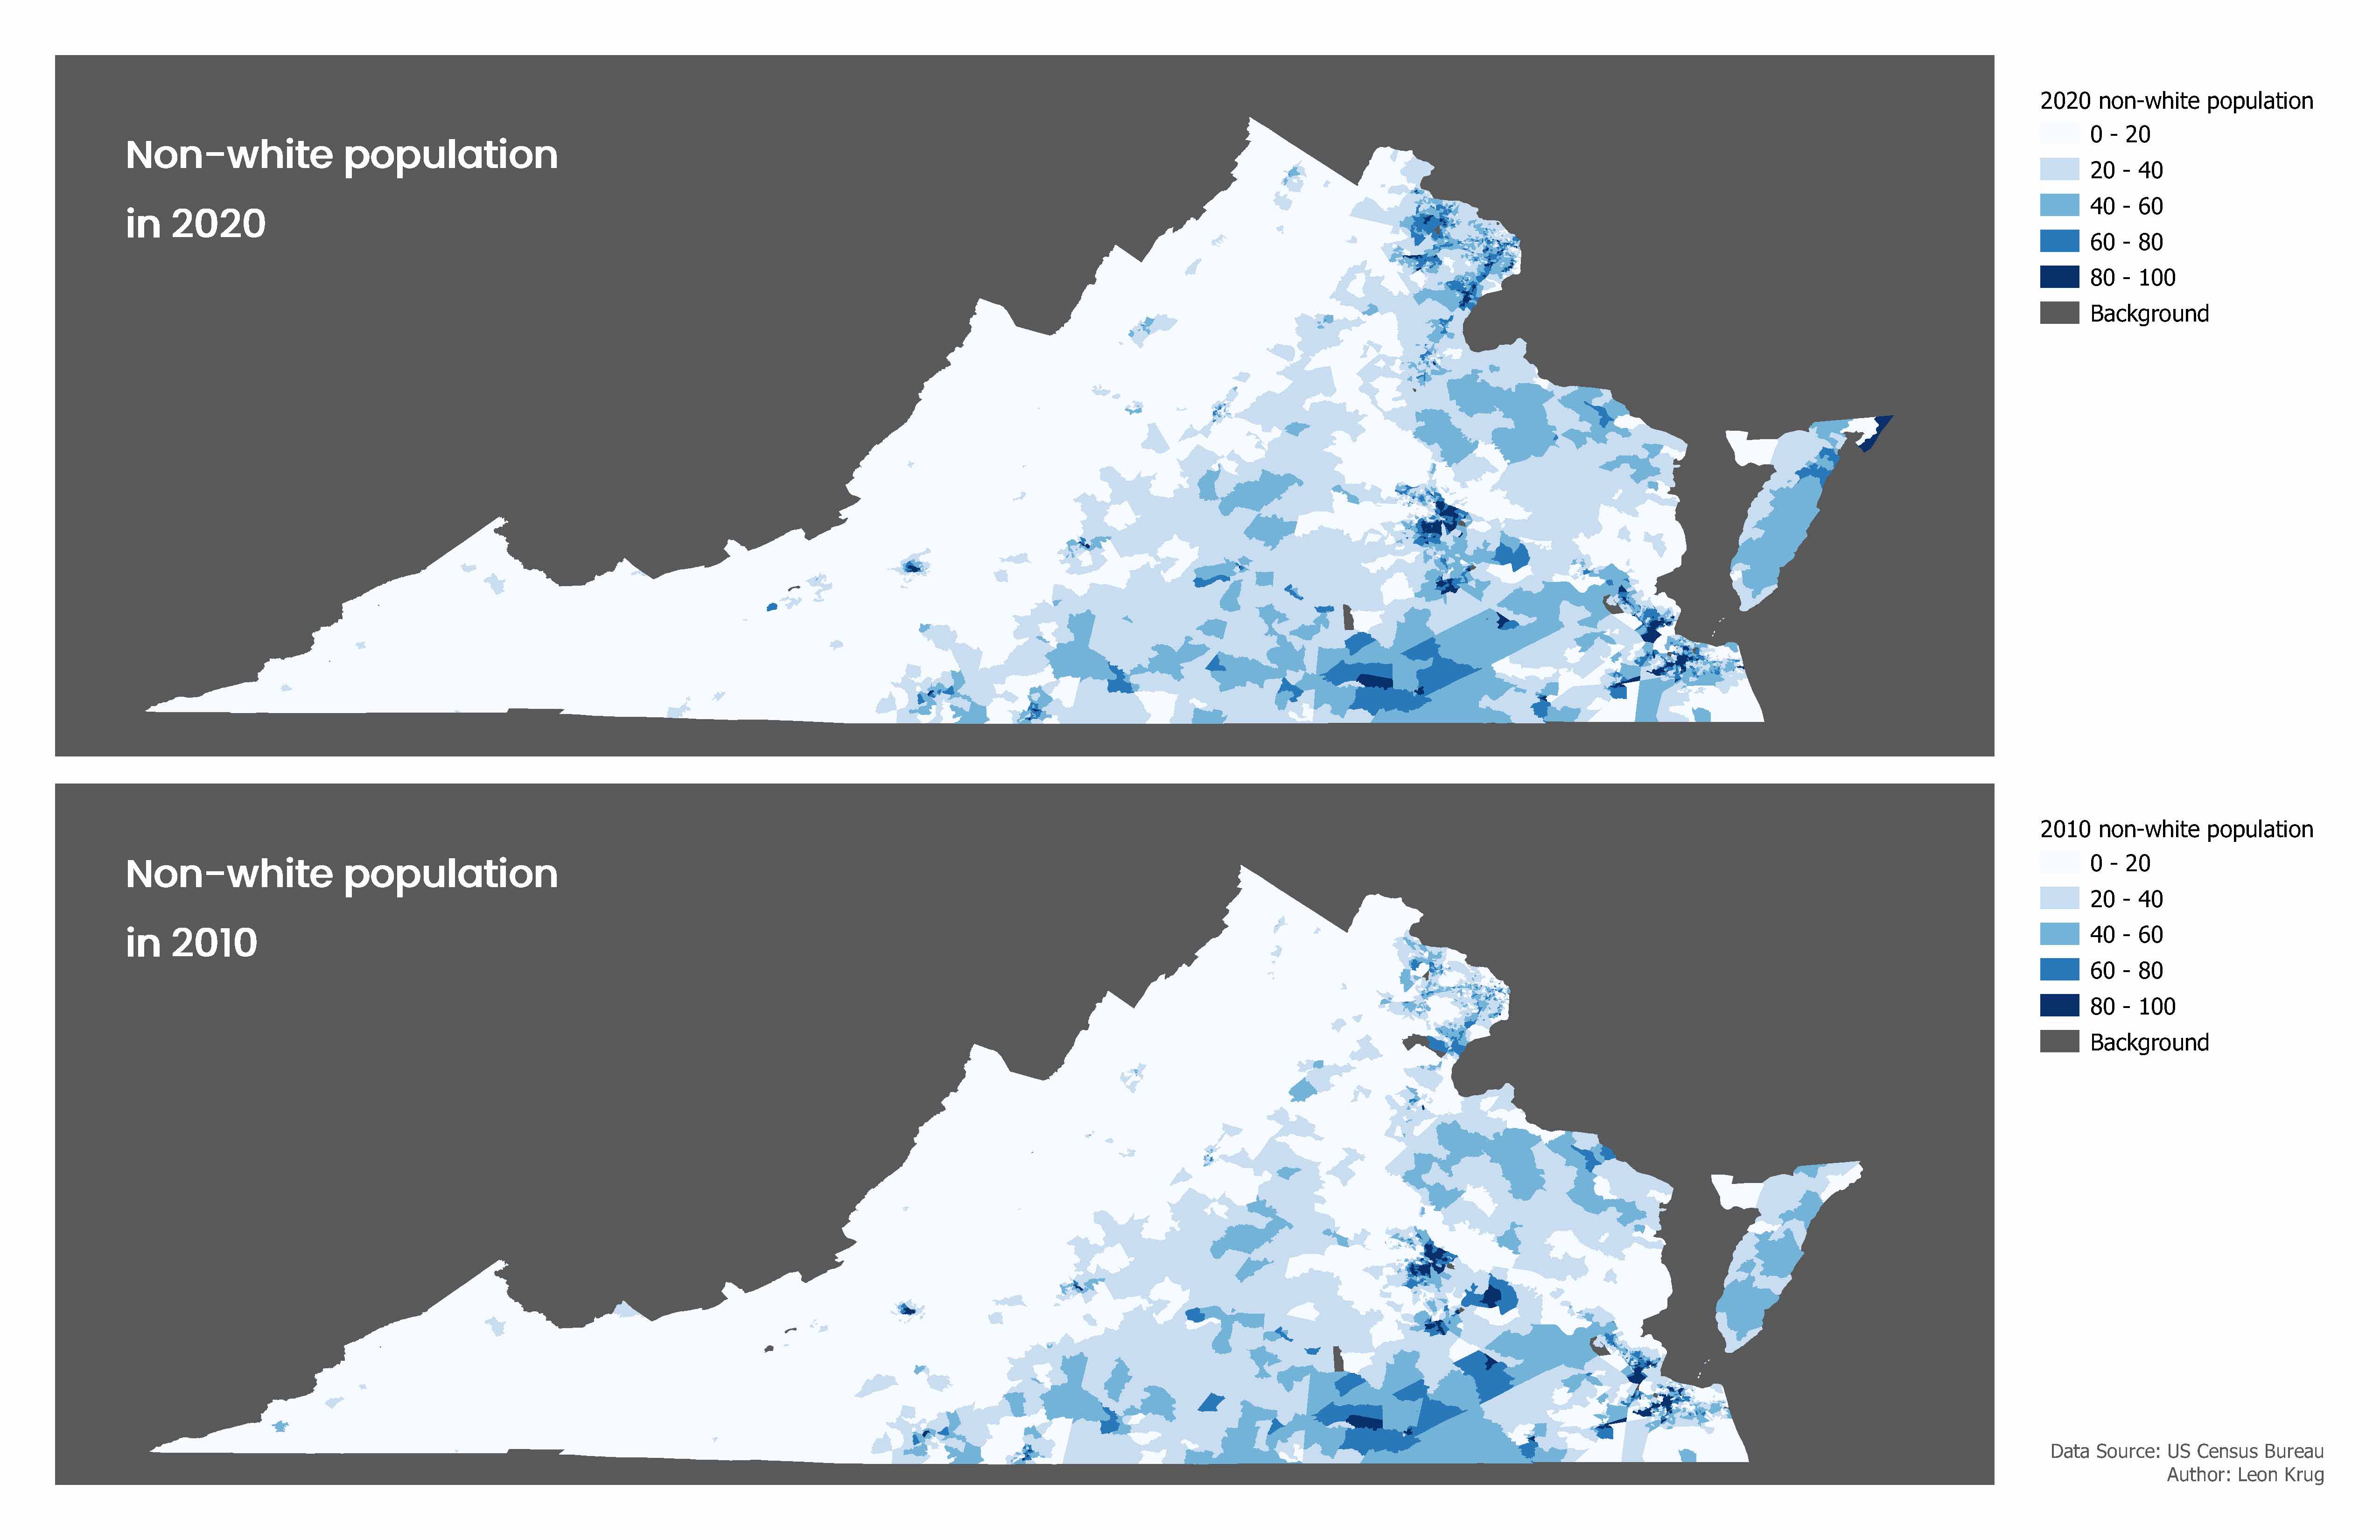 Non-white population
in 2020
2020 non-white population
0 - 20
20 - 40
40 - 60
60 - 80
80 - 100
Background
Non-white population
in 2010
2010 non-white population
0 - 20
20 - 40
40 - 60
60 - 80
80 - 100
Background
Data Source: US Census Bureau
Author: Leon Krug